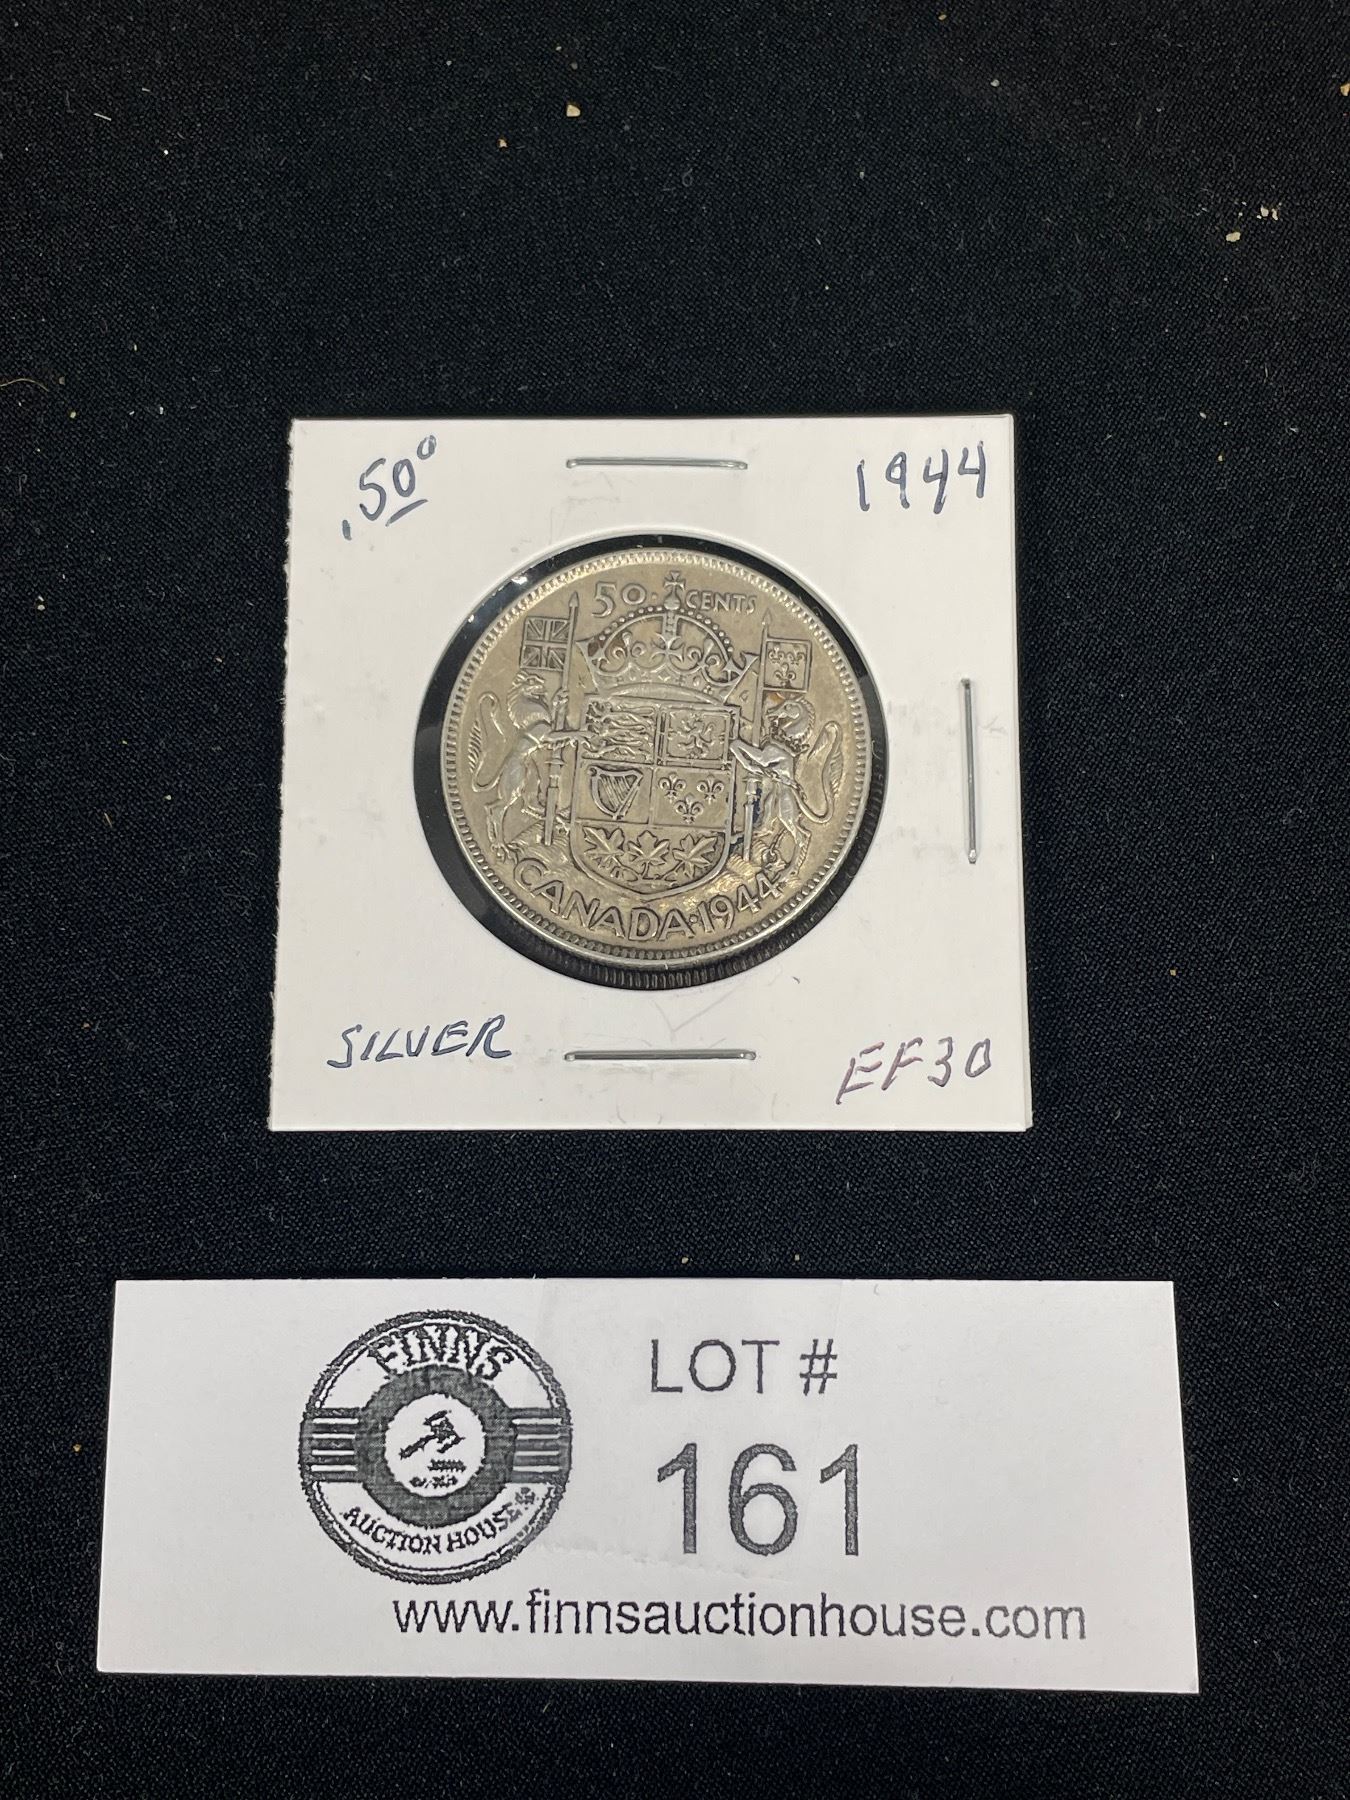 .50¢
1944
50 CENTS
CANADA·1944
SILVER
EF30
FINNS
AUCTION HOUSE
LOT #
161
www.finnsauctionhouse.com